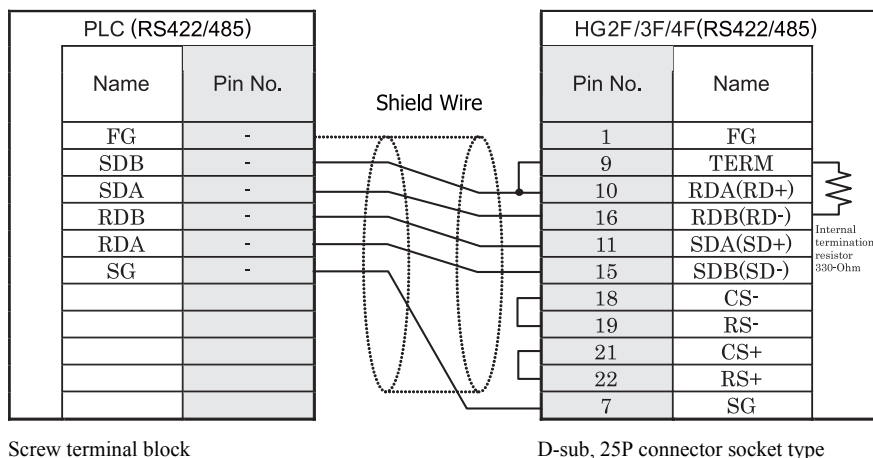 PLC (RS422/485)
Name Pin No.
FG -
SDB -
SDA -
RDB -
RDA -
SG -
Shield Wire
HG2F/3F/4F(RS422/485)
Pin No. Name
1 FG
9 TERM
10 RDA(RD+)
16 RDB(RD-)
11 SDA(SD+)
15 SDB(SD-)
18 CS-
19 RS-
21 CS+
22 RS+
7 SG
Internal
termination
resistor
330-Ohm
Screw terminal block
D-sub, 25P connector socket type